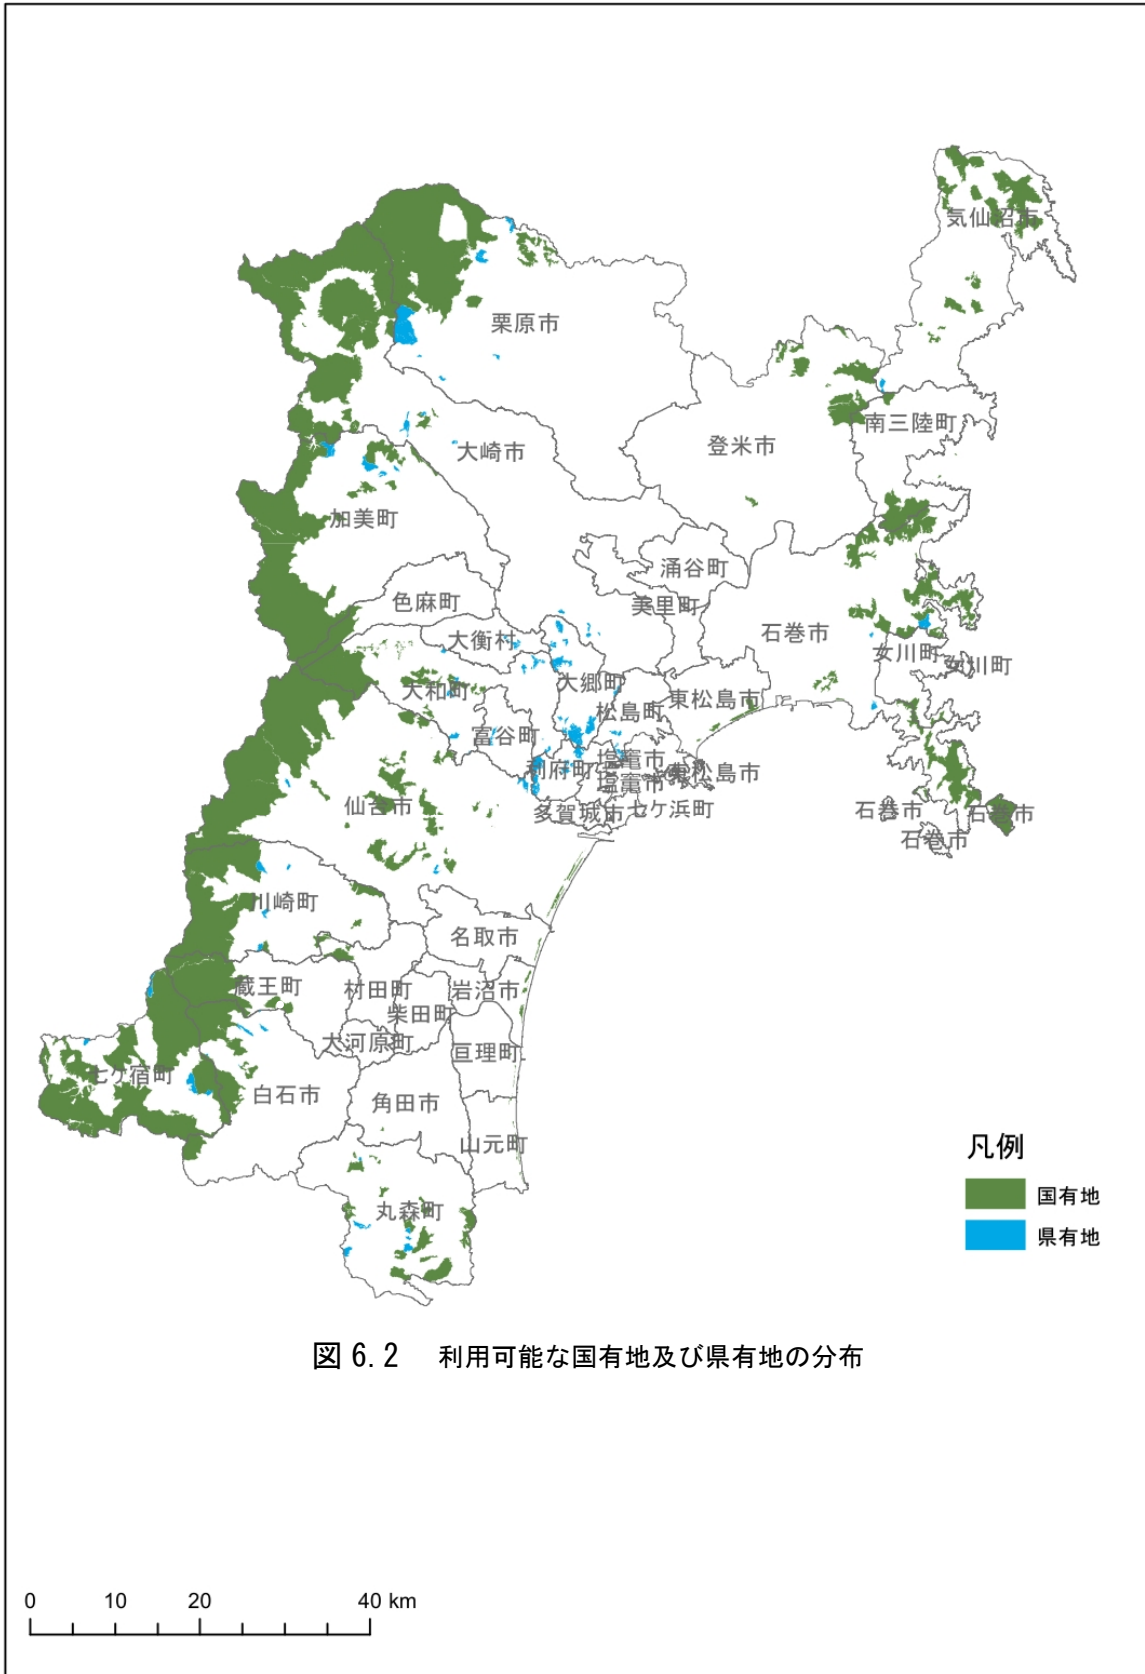 気仙沼市
栗原市
南三陸町
登米市
大崎市
加美町
涌谷町
色麻町
美里町
石巻市
大衡村
女川町
女川町
大郷町
大和町
東松島市
松島町
富谷町
塩竈市
利府町
東松島市
塩竈市
仙台市
多賀城市
七ケ浜町
石巻市
石巻市
石巻市
川崎町
名取市
蔵王町
村田町
岩沼市
柴田町
大河原町
亘理町
七ケ宿町
白石市
角田市
山元町
丸森町
凡例
国有地
県有地
図 6.2 利用可能な国有地及び県有地の分布
0 10 20 40 km